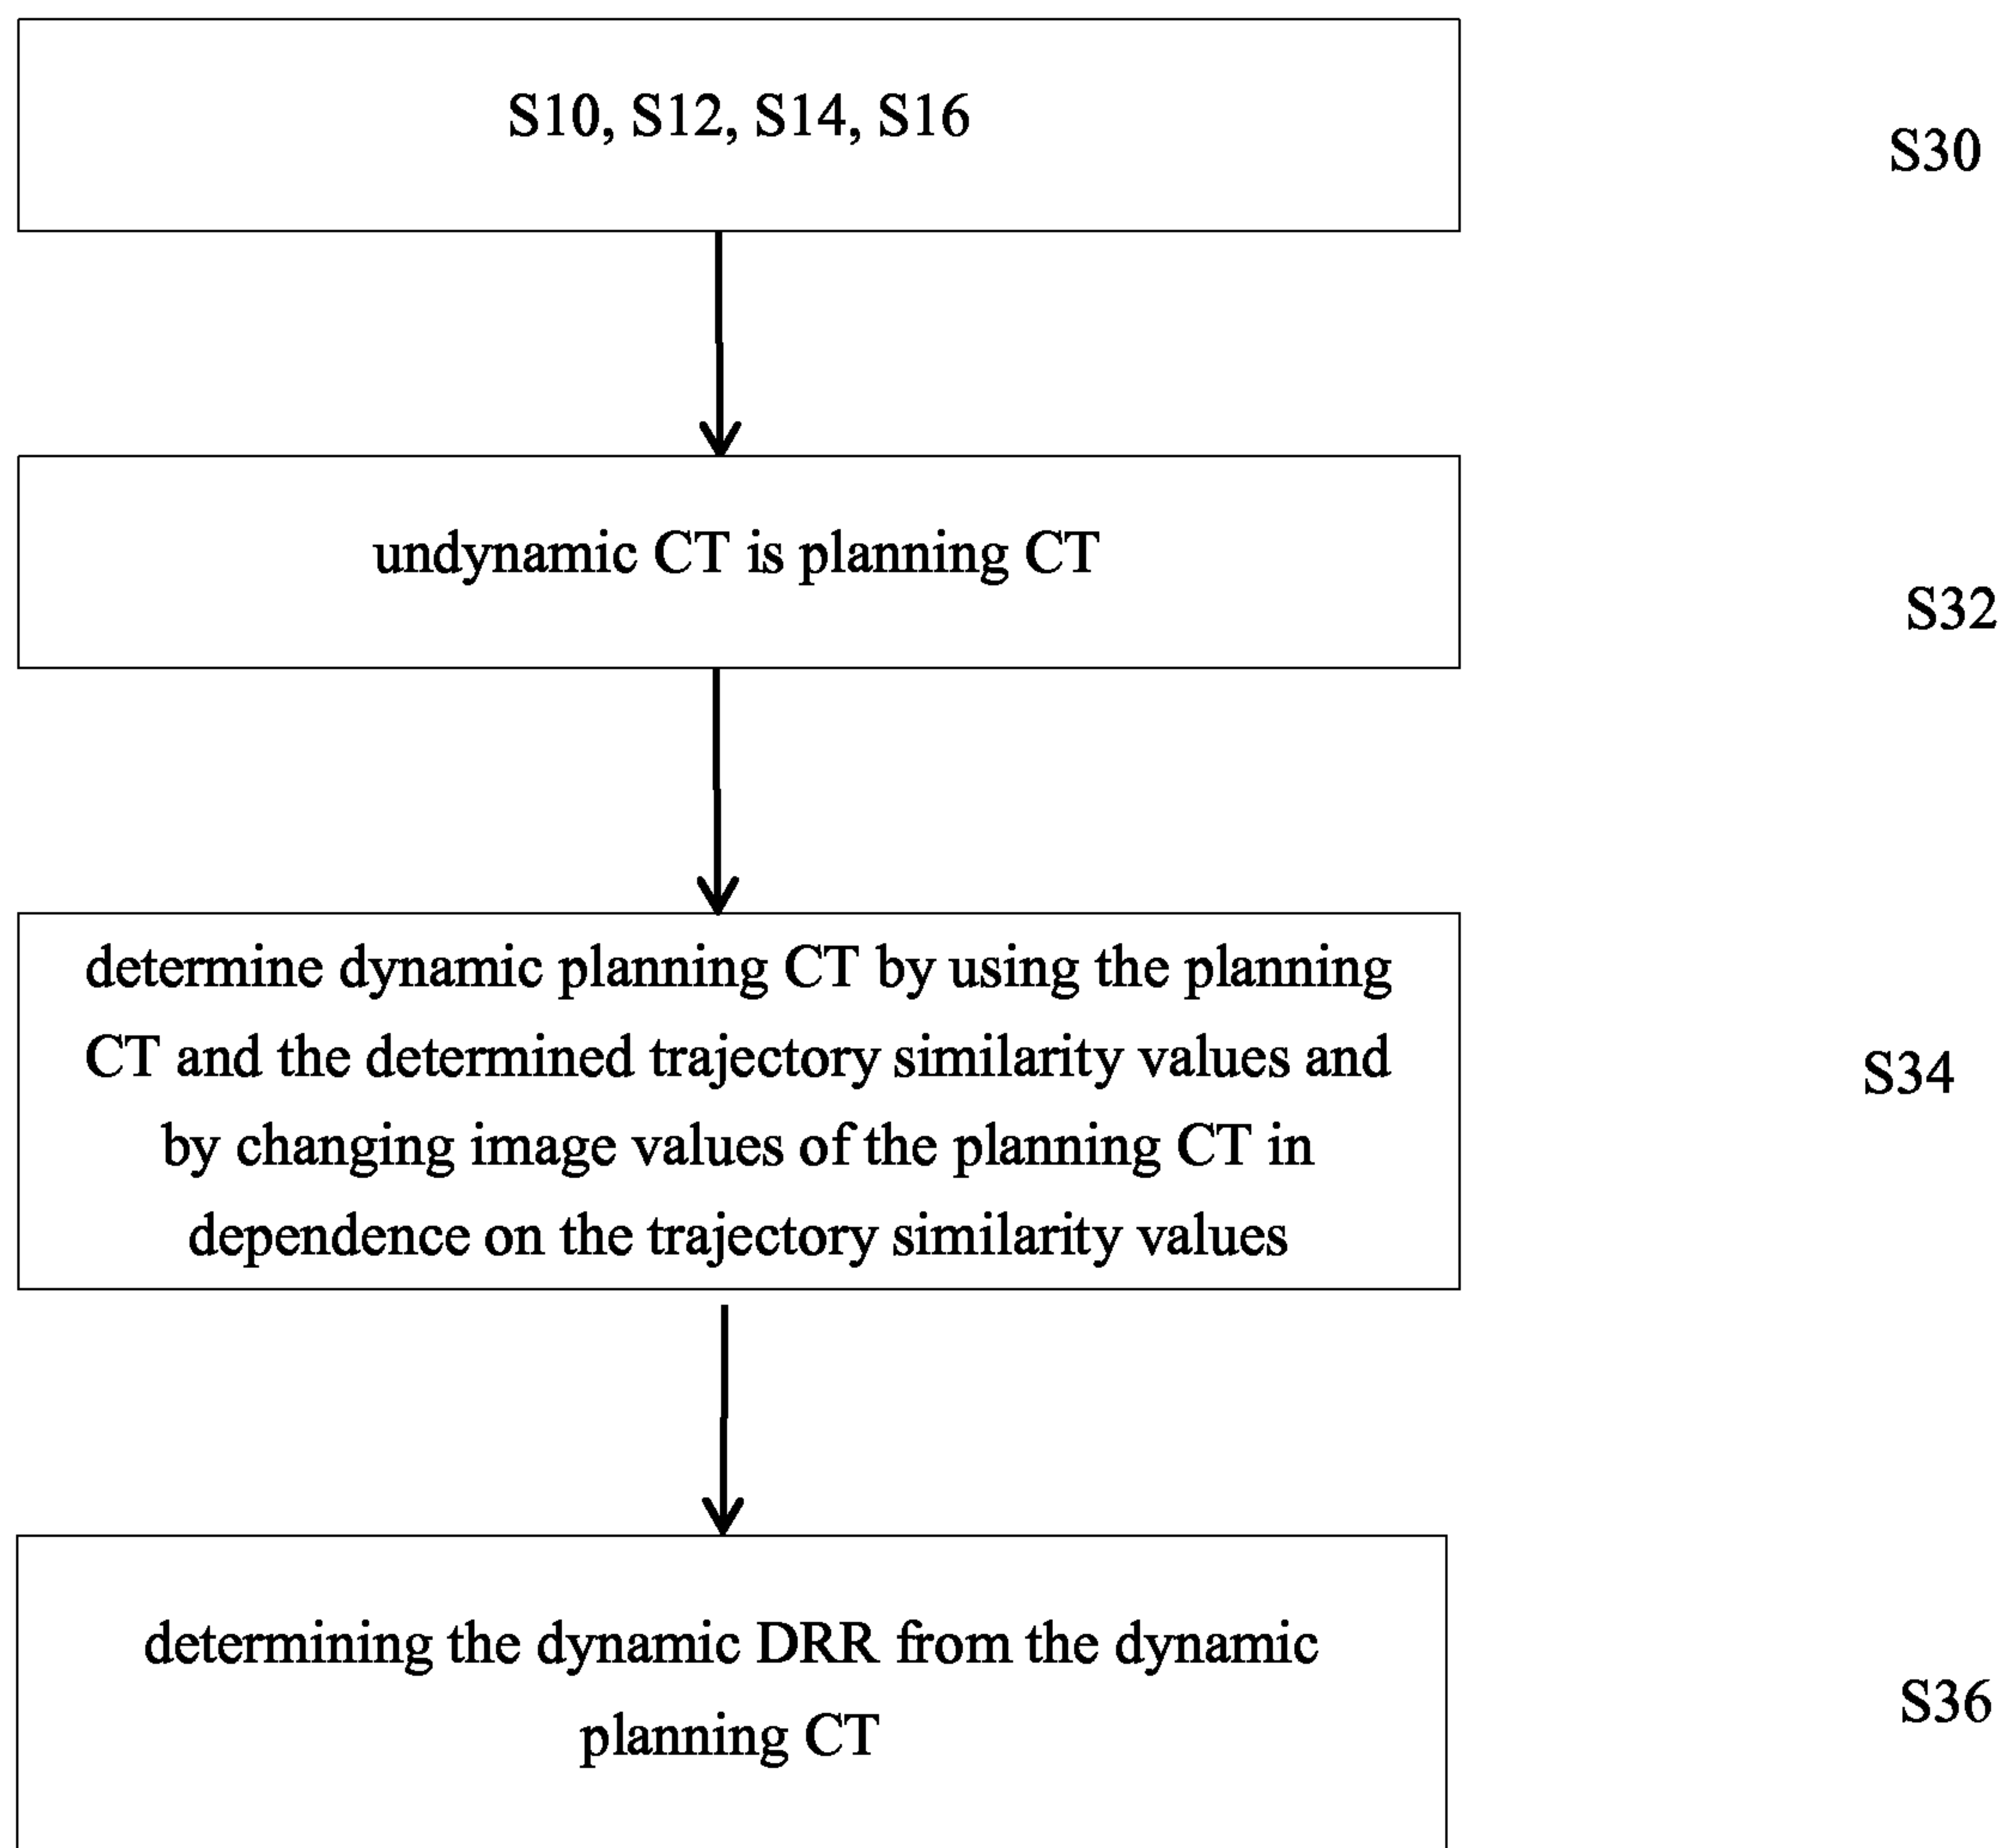 S10, S12, S14, S16
S30
undynamic CT is planning CT
S32
determine dynamic planning CT by using the planning
CT and the determined trajectory similarity values and
by changing image values of the planning CT in
dependence on the trajectory similarity values
S34
determining the dynamic DRR from the dynamic
planning CT
S36